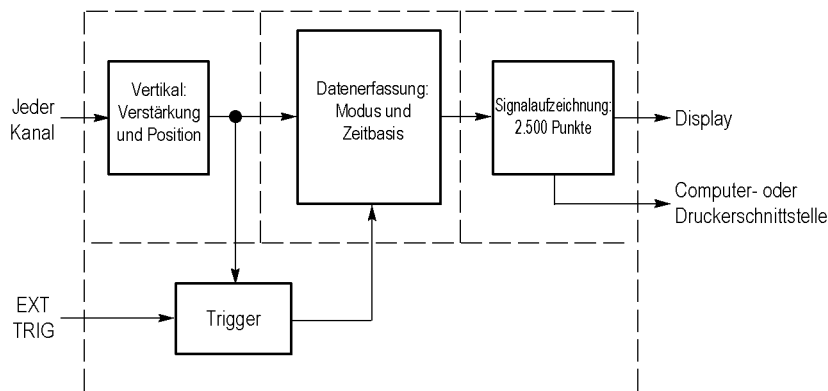 Jeder
Kanal
Vertikal:
Verstärkung
und Position
Datenerfassung:
Modus und
Zeitbasis
Signalaufzeichnung:
2.500 Punkte
Display
Computer- oder
Druckerschnittstelle
EXT
TRIG
Trigger